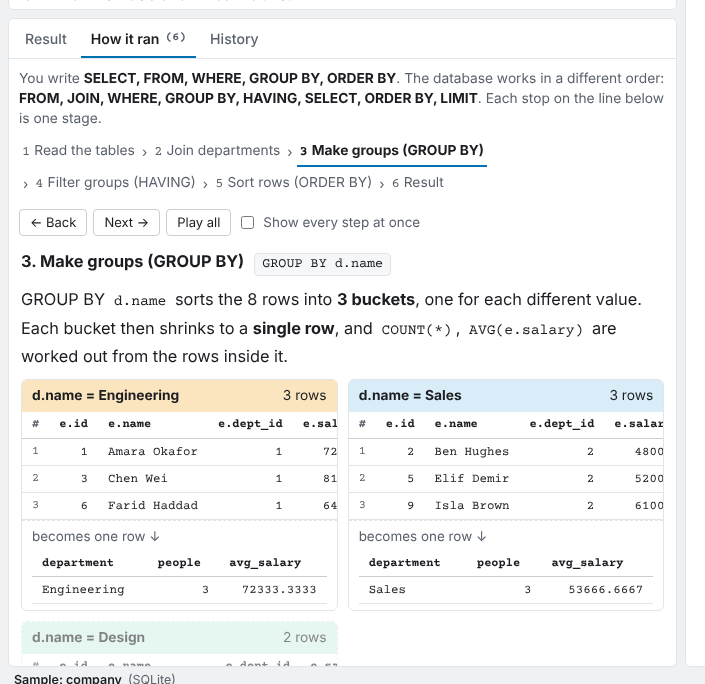 Result How it ran (6) History
You write SELECT, FROM, WHERE, GROUP BY, ORDER BY. The database works in a different order:
FROM, JOIN, WHERE, GROUP BY, HAVING, SELECT, ORDER BY, LIMIT. Each stop on the line below
is one stage.
1 Read the tables › 2 Join departments › 3 Make groups (GROUP BY)
› 4 Filter groups (HAVING) › 5 Sort rows (ORDER BY) › 6 Result
← Back Next → Play all Show every step at once
3. Make groups (GROUP BY) GROUP BY d.name
GROUP BY d.name sorts the 8 rows into 3 buckets, one for each different value.
Each bucket then shrinks to a single row, and COUNT(*), AVG(e.salary) are
worked out from the rows inside it.
d.name = Engineering 3 rows
# e.id e.name e.dept_id e.sal
1 1 Amara Okafor 1 72
2 3 Chen Wei 1 81
3 6 Farid Haddad 1 64
becomes one row ↓
department people avg_salary
Engineering 3 72333.3333
d.name = Sales 3 rows
# e.id e.name e.dept_id e.salar
1 2 Ben Hughes 2 4800
2 5 Elif Demir 2 5200
3 9 Isla Brown 2 6100
becomes one row ↓
department people avg_salary
Sales 3 53666.6667
d.name = Design 2 rows
# e.id e.name e.dept_id
Sample: company (SQLite)